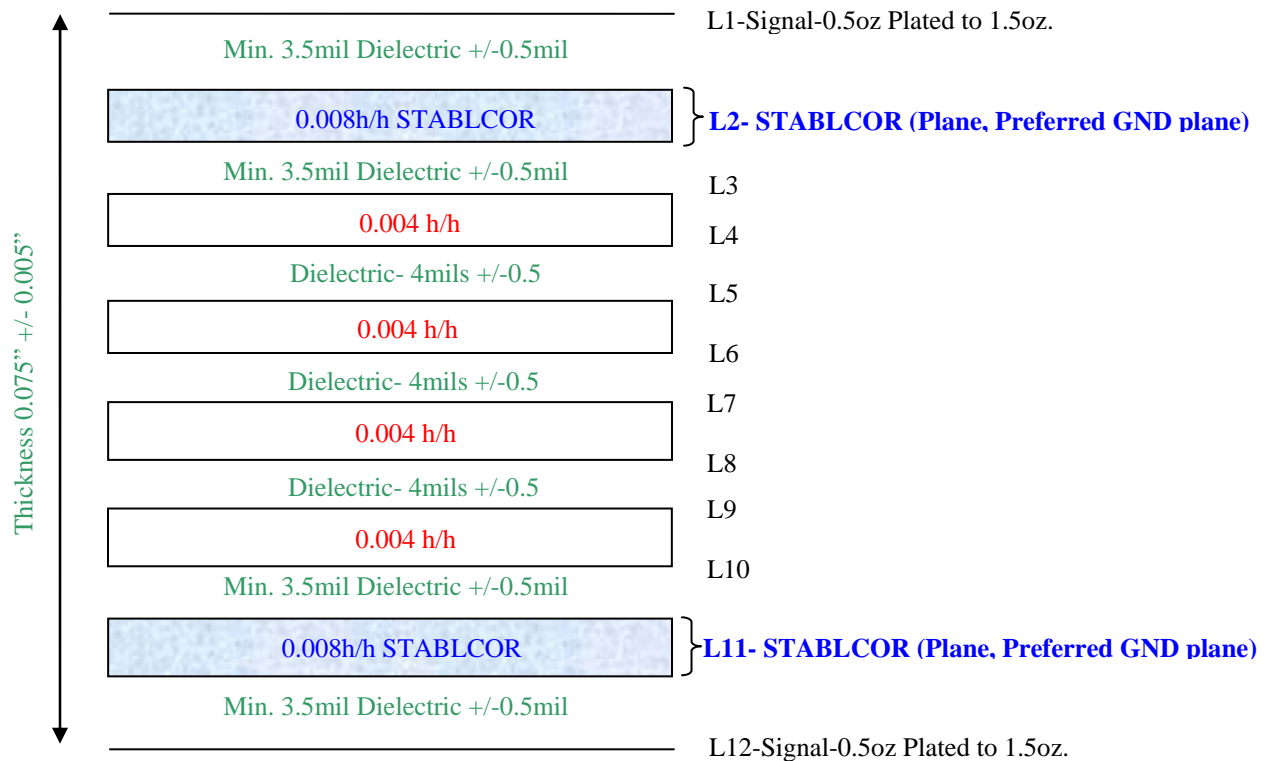 L1-Signal-0.5oz Plated to 1.5oz.
Min. 3.5mil Dielectric +/-0.5mil
0.008h/h STABLCOR
L2- STABLCOR (Plane, Preferred GND plane)
Min. 3.5mil Dielectric +/-0.5mil
L3
0.004 h/h
L4
Dielectric- 4mils +/-0.5
L5
0.004 h/h
L6
Dielectric- 4mils +/-0.5
L7
0.004 h/h
L8
Dielectric- 4mils +/-0.5
L9
0.004 h/h
L10
Min. 3.5mil Dielectric +/-0.5mil
0.008h/h STABLCOR
L11- STABLCOR (Plane, Preferred GND plane)
Min. 3.5mil Dielectric +/-0.5mil
L12-Signal-0.5oz Plated to 1.5oz.
Thickness 0.075” +/- 0.005”